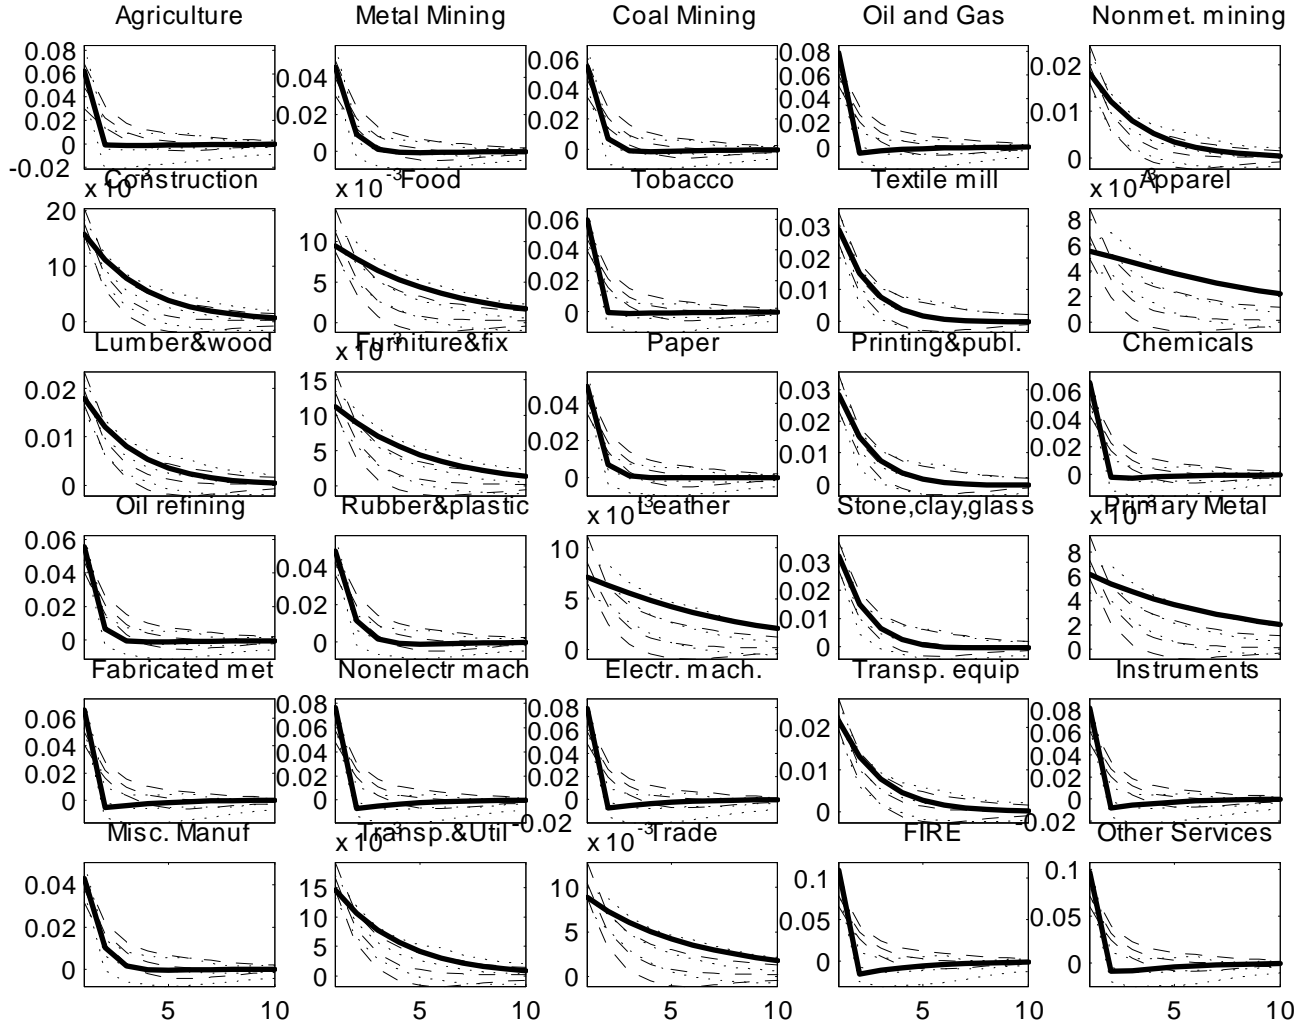 Agriculture Metal Mining Coal Mining Oil and Gas Nonmet. mining
0.08 0.06 0.04 0.02 0 -0.02
0.04 0.02 0
0.06 0.04 0.02 0
0.08 0.06 0.04 0.02 0
0.02 0.01 0
Construction Food Tobacco Textile mill Apparel
x 10^-3 20 10 0
x 10^-3 10 5 0
0.06 0.04 0.02 0
0.03 0.02 0.01 0
x 10^-3 8 6 4 2 0
Lumber&wood Furniture&fix Paper Printing&publ. Chemicals
0.02 0.01 0
x 10^-3 15 10 5 0
0.04 0.02 0
0.03 0.02 0.01 0
0.06 0.04 0.02 0
Oil refining Rubber&plastic Leather Stone,clay,glass Primary Metal
0.06 0.04 0.02 0
0.04 0.02 0
x 10^-3 10 5 0
0.03 0.02 0.01 0
x 10^-3 8 6 4 2 0
Fabricated met Nonelectr mach Electr. mach. Transp. equip Instruments
0.06 0.04 0.02 0
0.08 0.06 0.04 0.02 0
0.08 0.06 0.04 0.02 0 -0.02
0.02 0.01 0
0.08 0.06 0.04 0.02 0 -0.02
Misc. Manuf Transp.&Util Trade FIRE Other Services
0.04 0.02 0
x 10^-3 15 10 5 0
x 10^-3 10 5 0
0.1 0.05 0
0.1 0.05 0
5 10 5 10 5 10 5 10 5 10